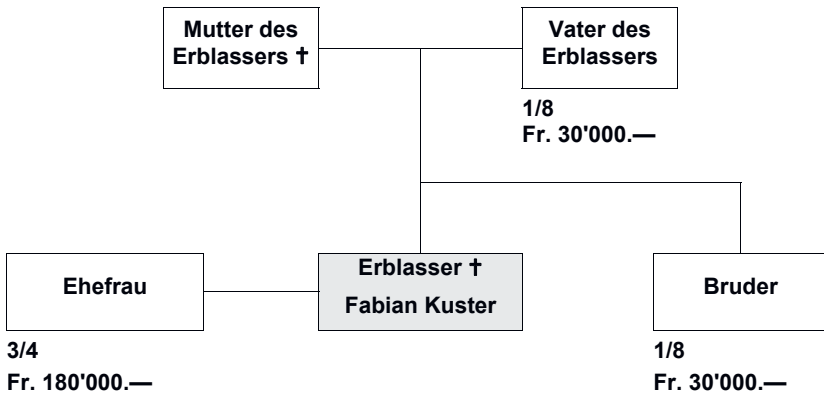 Mutter des
Erblassers †
Vater des
Erblassers
1/8
Fr. 30'000.—
Ehefrau
Erblasser †
Fabian Kuster
Bruder
3/4
Fr. 180'000.—
1/8
Fr. 30'000.—